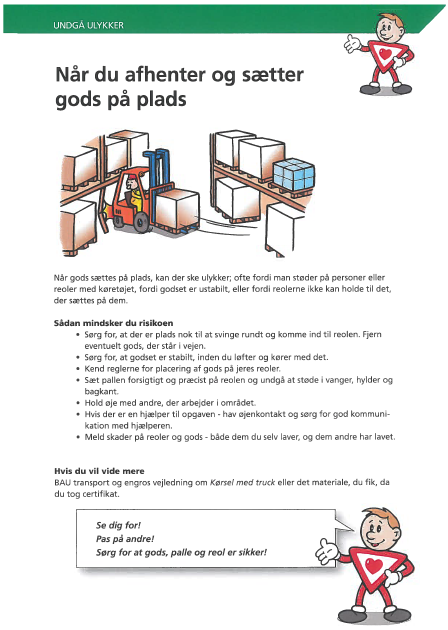 UNDGÅ ULYKKER
Når du afhenter og sætter
gods på plads
Når gods sættes på plads, kan der ske ulykker; ofte fordi man støder på personer eller
reoler med køretøjet, fordi godset er ustabilt, eller fordi reolerne ikke kan holde til det,
der sættes på dem.
Sådan mindsker du risikoen
• Sørg for, at der er plads nok til at svinge rundt og komme ind til reolen. Fjern
eventuelt gods, der står i vejen.
• Sørg for, at godset er stabilt, inden du løfter og kører med det.
• Kend reglerne for placering af gods på jeres reoler.
• Sæt pallen forsigtigt og præcist på reolen og undgå at støde i vanger, hylder og
bagkant.
• Hold øje med andre, der arbejder i området.
• Hvis der er en hjælper til opgaven - hav øjenkontakt og sørg for god kommuni-
kation med hjælperen.
• Meld skader på reoler og gods - både dem du selv laver, og dem andre har lavet.
Hvis du vil vide mere
BAU transport og engros vejledning om Kørsel med truck eller det materiale, du fik, da
du tog certifikat.
Se dig for!
Pas på andre!
Sørg for at gods, palle og reol er sikker!